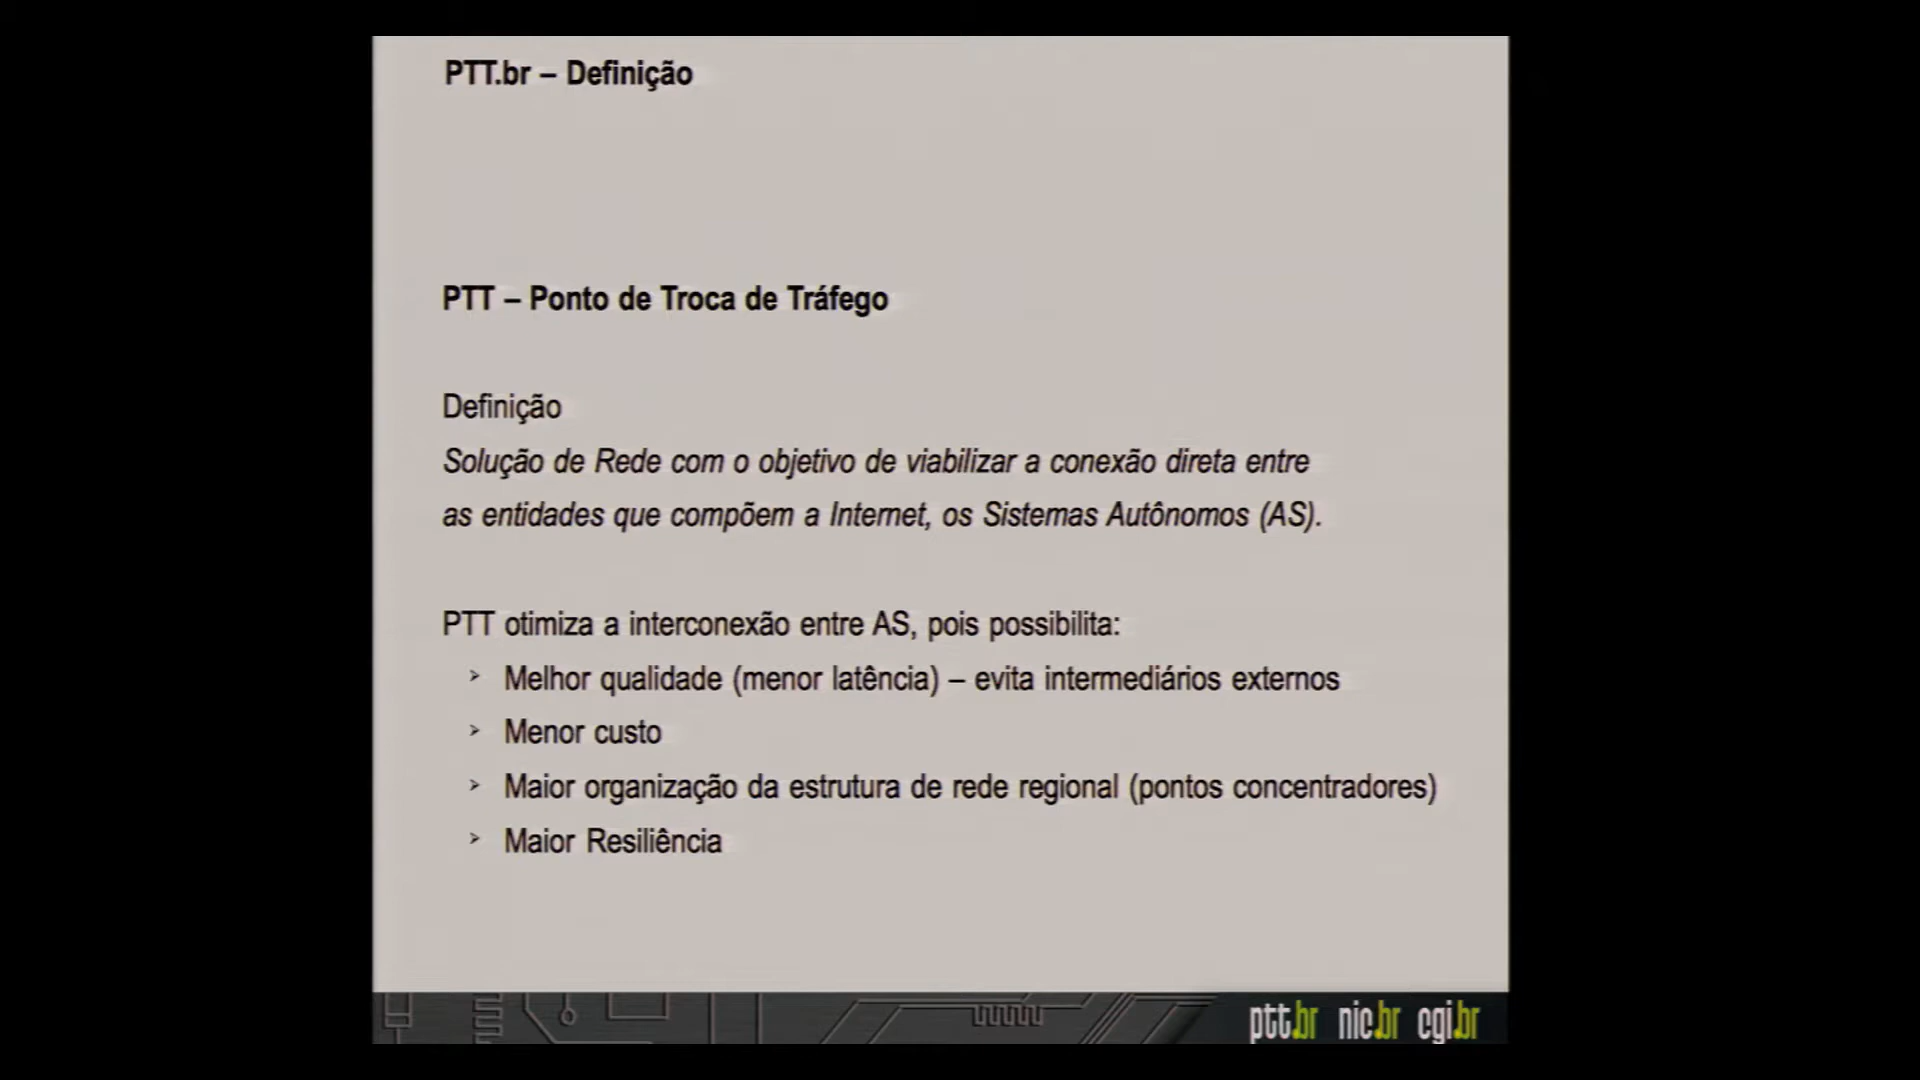 PTT.br – Definição
PTT – Ponto de Troca de Tráfego
Definição
Solução de Rede com o objetivo de viabilizar a conexão direta entre
as entidades que compõem a Internet, os Sistemas Autônomos (AS).
PTT otimiza a interconexão entre AS, pois possibilita:
➢ Melhor qualidade (menor latência) – evita intermediários externos
➢ Menor custo
➢ Maior organização da estrutura de rede regional (pontos concentradores)
➢ Maior Resiliência
ptt.br nic.br cgi.br